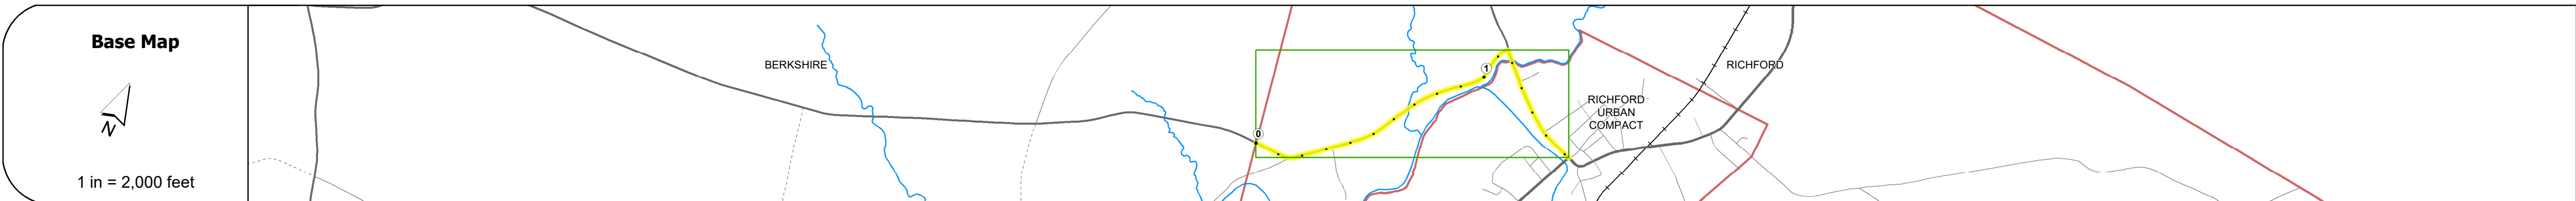 Base Map
N
1 in = 2,000 feet
BERKSHIRE
0
1
RICHFORD
RICHFORD
URBAN
COMPACT